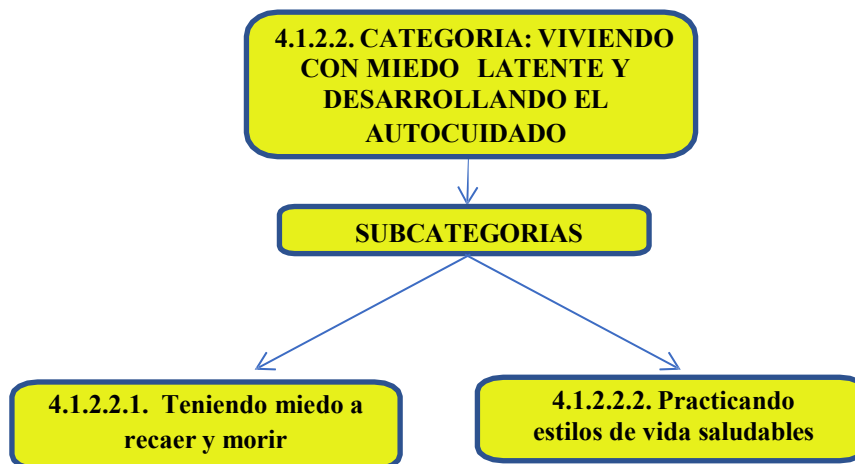 4.1.2.2. CATEGORIA: VIVIENDO
CON MIEDO LATENTE Y
DESARROLLANDO EL
AUTOCUIDADO
SUBCATEGORIAS
4.1.2.2.1. Teniendo miedo a
recaer y morir
4.1.2.2.2. Practicando
estilos de vida saludables